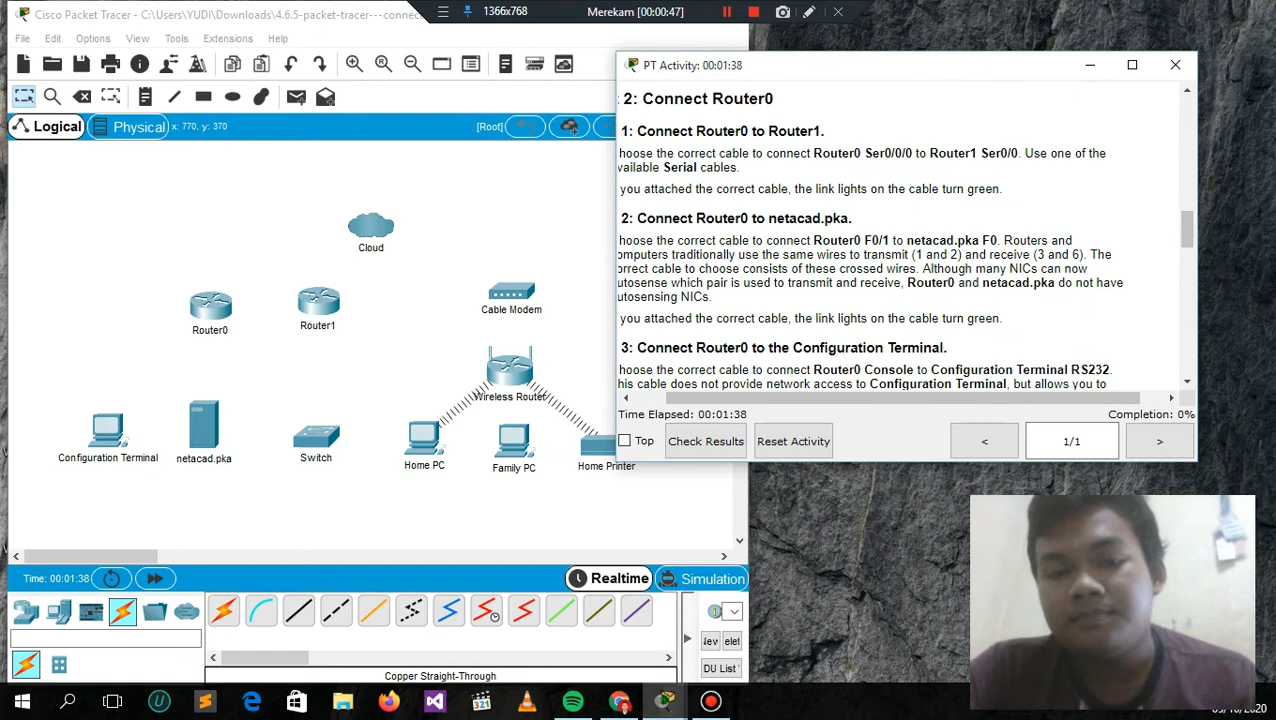 Cisco Packet Tracer - C:\Users\YUDI\Downloads\4.6.5-packet-tracer---connec
1366x768
Merekam [00:00:47]
File Edit Options View Tools Extensions Help
Logical Physical x: 770, y: 370 [Root]
PT Activity: 00:01:38
2: Connect Router0
1: Connect Router0 to Router1.
hoose the correct cable to connect Router0 Ser0/0/0 to Router1 Ser0/0. Use one of the
vailable Serial cables.
you attached the correct cable, the link lights on the cable turn green.
2: Connect Router0 to netacad.pka.
hoose the correct cable to connect Router0 F0/1 to netacad.pka F0. Routers and
omputers traditionally use the same wires to transmit (1 and 2) and receive (3 and 6). The
orrect cable to choose consists of these crossed wires. Although many NICs can now
utosense which pair is used to transmit and receive, Router0 and netacad.pka do not have
utosensing NICs.
you attached the correct cable, the link lights on the cable turn green.
3: Connect Router0 to the Configuration Terminal.
hoose the correct cable to connect Router0 Console to Configuration Terminal RS232.
his cable does not provide network access to Configuration Terminal, but allows you to
Time Elapsed: 00:01:38 Completion: 0%
Top Check Results Reset Activity < 1/1 >
Cloud
Cable Modem
Router0
Router1
Wireless Router
Configuration Terminal
netacad.pka
Switch
Home PC
Family PC
Home Printer
Time: 00:01:38
Realtime Simulation
Copper Straight-Through
DU List
321
09/10/2020